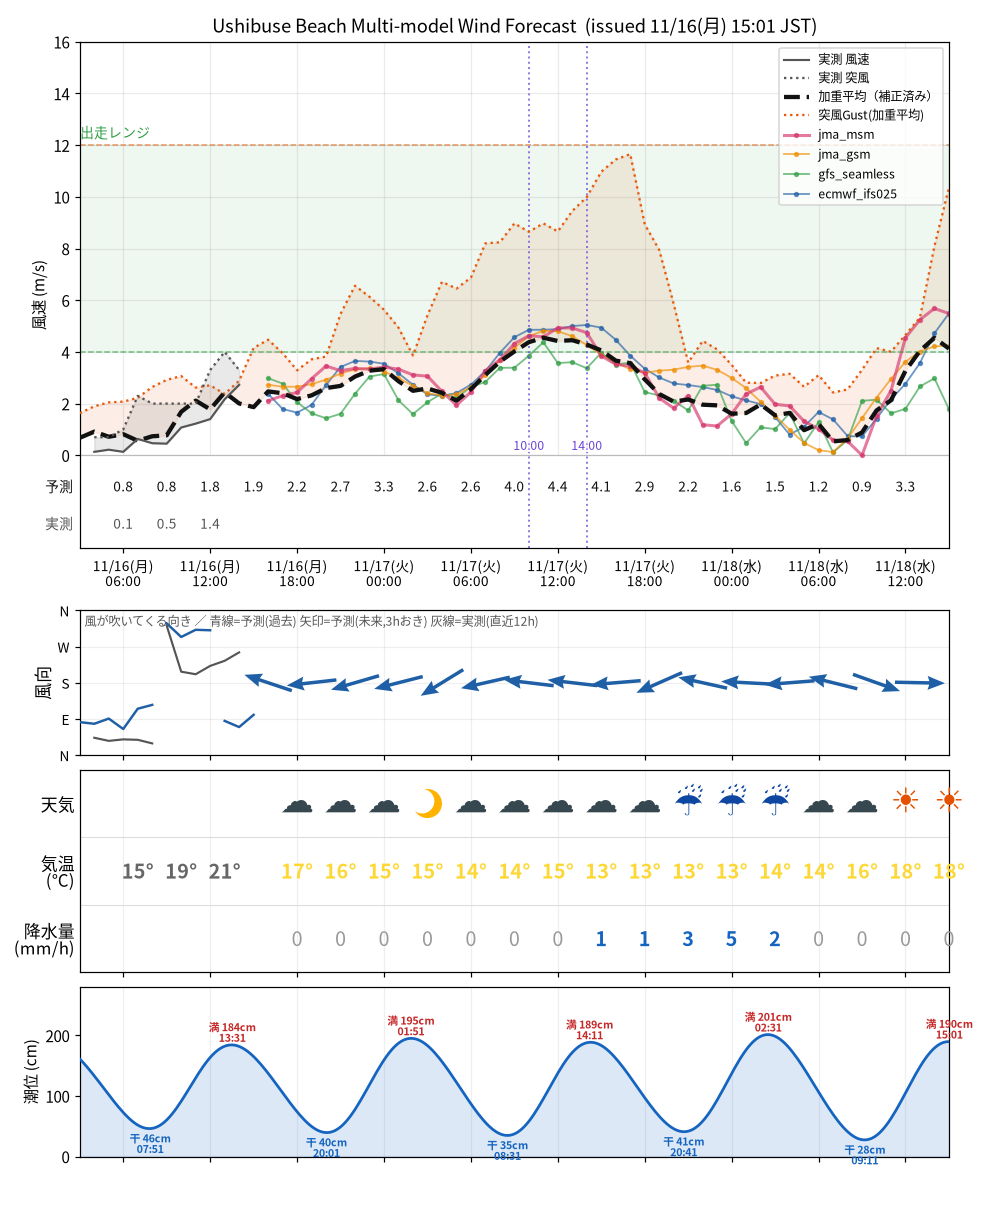 Ushibuse Beach Multi-model Wind Forecast (issued 11/16(月) 15:01 JST)
16
14
12
10
8
6
4
2
0
風速 (m/s)
出走レンジ
実測 風速
実測 突風
加重平均（補正済み）
突風Gust(加重平均)
jma_msm
jma_gsm
gfs_seamless
ecmwf_ifs025
10:00 14:00
予測 0.8 0.8 1.8 1.9 2.2 2.7 3.3 2.6 2.6 4.0 4.4 4.1 2.9 2.2 1.6 1.5 1.2 0.9 3.3
実測 0.1 0.5 1.4
11/16(月) 11/16(月) 11/16(月) 11/17(火) 11/17(火) 11/17(火) 11/17(火) 11/18(水) 11/18(水) 11/18(水)
06:00 12:00 18:00 00:00 06:00 12:00 18:00 00:00 06:00 12:00
風向
N
W
S
E
N
風が吹いてくる向き ／ 青線=予測(過去) 矢印=予測(未来,3hおき) 灰線=実測(直近12h)
天気
気温
(℃)
15° 19° 21° 17° 16° 15° 15° 14° 14° 15° 13° 13° 13° 13° 14° 14° 16° 18° 18°
降水量
(mm/h)
0 0 0 0 0 0 0 1 1 3 5 2 0 0 0 0
潮位 (cm)
200
100
0
満 184cm
13:31
満 195cm
01:51
満 189cm
14:11
満 201cm
02:31
満 190cm
15:01
干 46cm
07:51
干 40cm
20:01
干 35cm
08:31
干 41cm
20:41
干 28cm
09:11